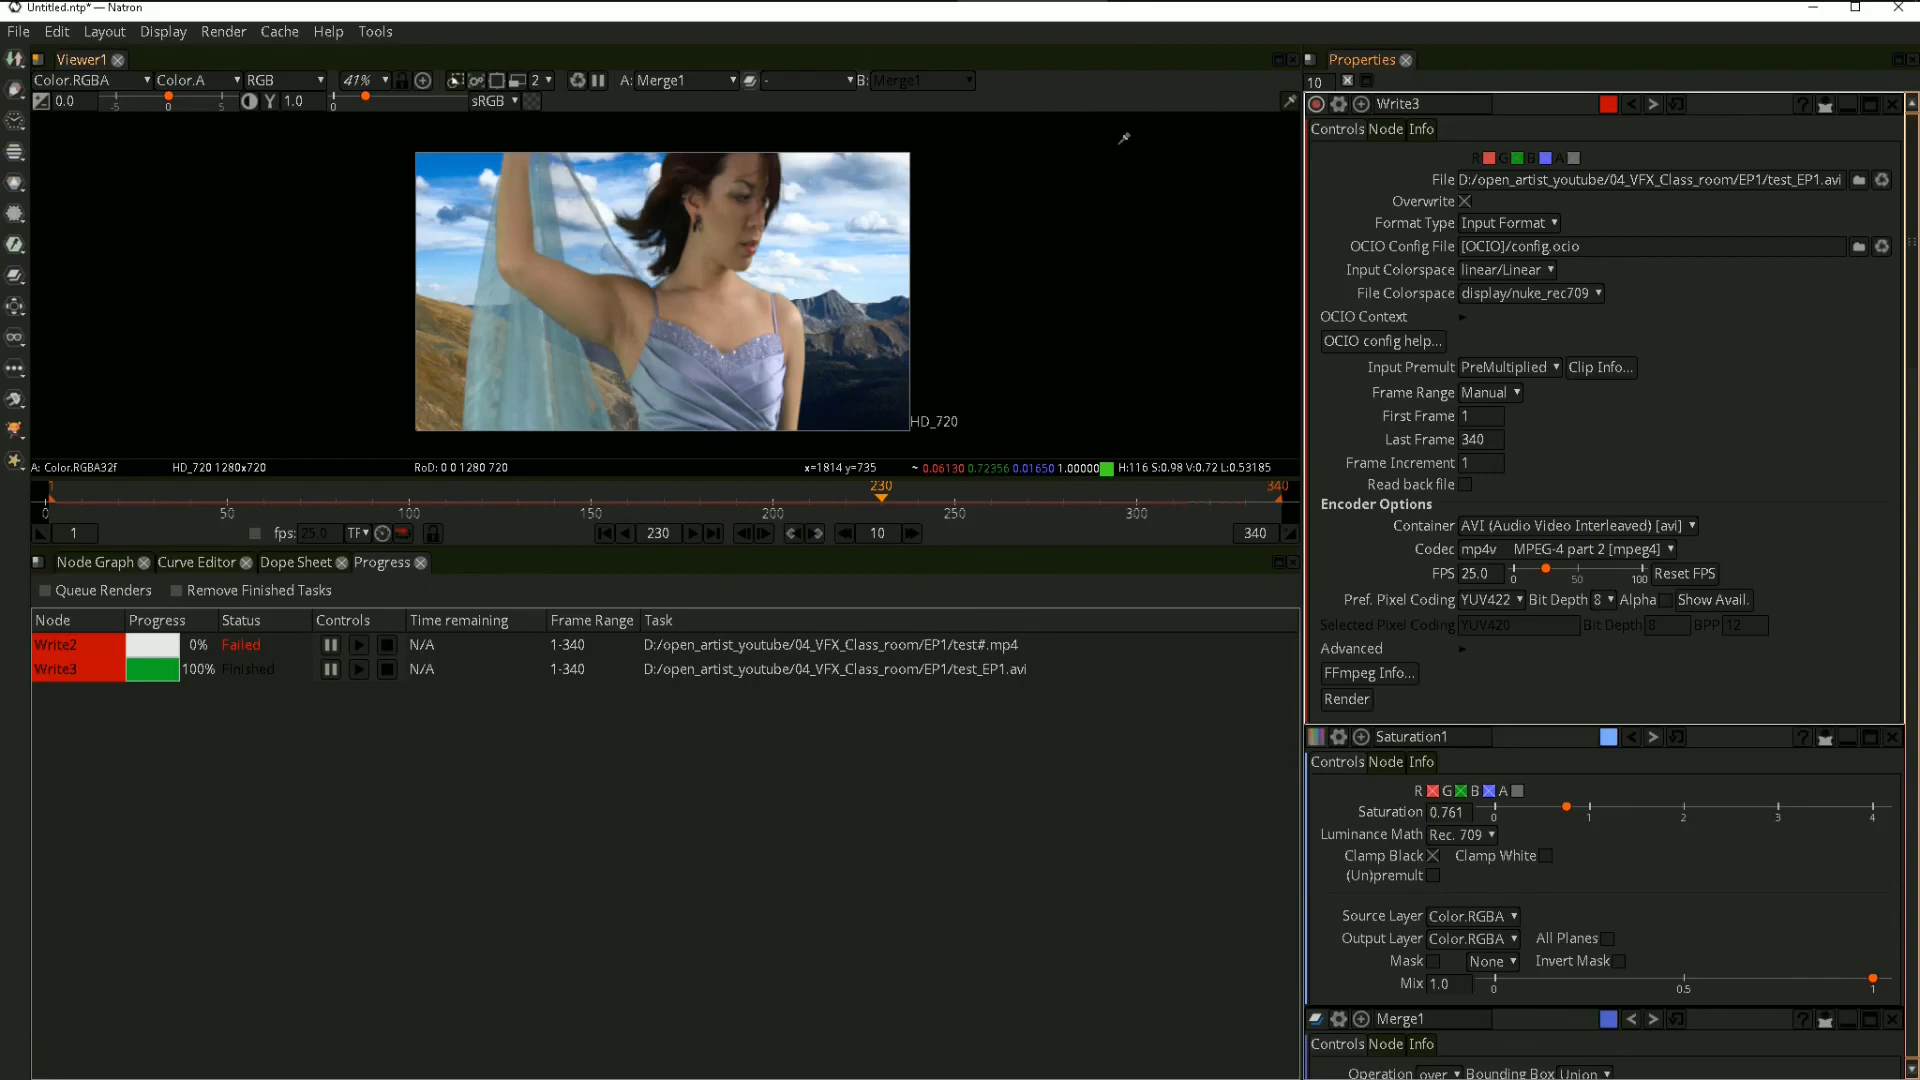 Untitled.ntp* — Natron
File Edit Layout Display Render Cache Help Tools
Viewer1
Color.RGBA Color.A RGB 41% 2 A: Merge1 - B: Merge1
0.0 -5 0 5 Y 1.0 0 sRGB
HD_720
A: Color.RGBA32f HD_720 1280x720 RoD: 0 0 1280 720 x=1814 y=735 ~ 0.06130 0.72356 0.01650 1.00000 H:116 S:0.98 V:0.72 L:0.53185
1 230 340
0 50 100 150 200 250 300
1 fps: 25.0 TF 230 10 340
Node Graph Curve Editor Dope Sheet Progress
Queue Renders Remove Finished Tasks
Node Progress Status Controls Time remaining Frame Range Task
Write2 0% Failed N/A 1-340 D:/open_artist_youtube/04_VFX_Class_room/EP1/test#.mp4
Write3 100% Finished N/A 1-340 D:/open_artist_youtube/04_VFX_Class_room/EP1/test_EP1.avi
Properties
10
Write3 ?
Controls Node Info
R G B A
File D:/open_artist_youtube/04_VFX_Class_room/EP1/test_EP1.avi
Overwrite
Format Type Input Format
OCIO Config File [OCIO]/config.ocio
Input Colorspace linear/Linear
File Colorspace display/nuke_rec709
OCIO Context
OCIO config help...
Input Premult PreMultiplied Clip Info...
Frame Range Manual
First Frame 1
Last Frame 340
Frame Increment 1
Read back file
Encoder Options
Container AVI (Audio Video Interleaved) [avi]
Codec mp4v MPEG-4 part 2 [mpeg4]
FPS 25.0 0 50 100 Reset FPS
Pref. Pixel Coding YUV422 Bit Depth 8 Alpha Show Avail.
Selected Pixel Coding YUV420 Bit Depth 8 BPP 12
Advanced
FFmpeg Info...
Render
Saturation1 ?
Controls Node Info
R G B A
Saturation 0.761 0 1 2 3 4
Luminance Math Rec. 709
Clamp Black Clamp White
(Un)premult
Source Layer Color.RGBA
Output Layer Color.RGBA All Planes
Mask None Invert Mask
Mix 1.0 0 0.5 1
Merge1 ?
Controls Node Info
Operation over Bounding Box Union